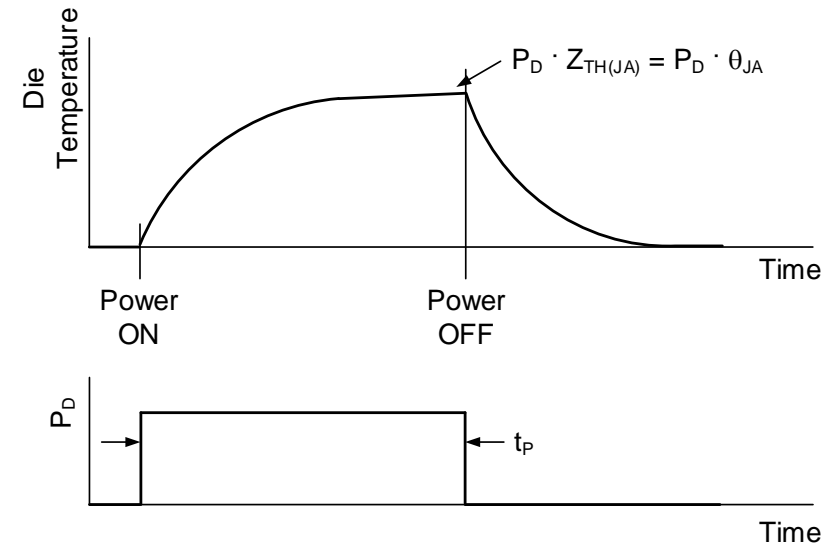 Die
Temperature
P_D · Z_TH(JA) = P_D · θ_JA
Time
Power
ON
Power
OFF
P_D
t_P
Time